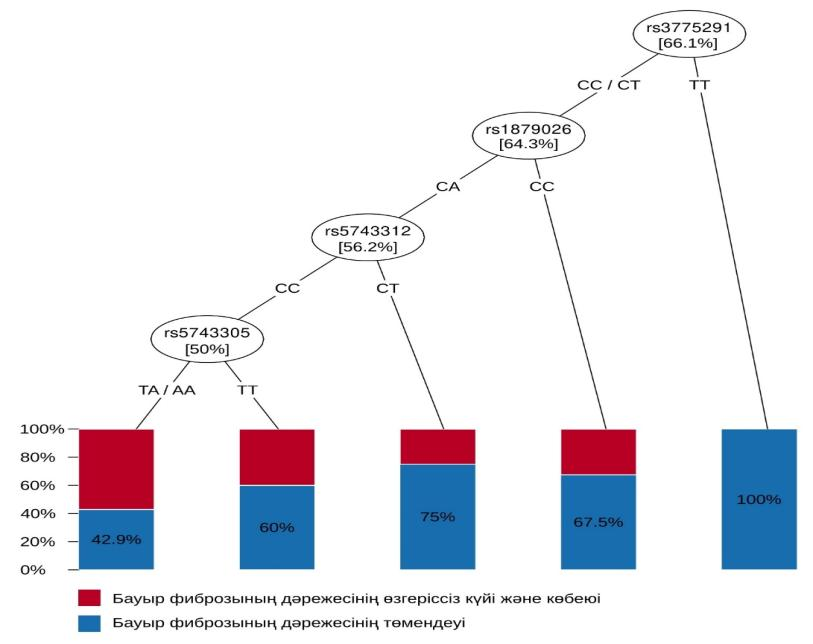 rs3775291
[66.1%]
CC / CT
TT
rs1879026
[64.3%]
CA
CC
rs5743312
[56.2%]
CC
CT
rs5743305
[50%]
TA / AA
TT
100%
80%
60%
40%
20%
0%
42.9%
60%
75%
67.5%
100%
Бауыр фиброзының дәрежесінің өзгеріссіз күйі және көбеюі
Бауыр фиброзының дәрежесінің төмендеуі